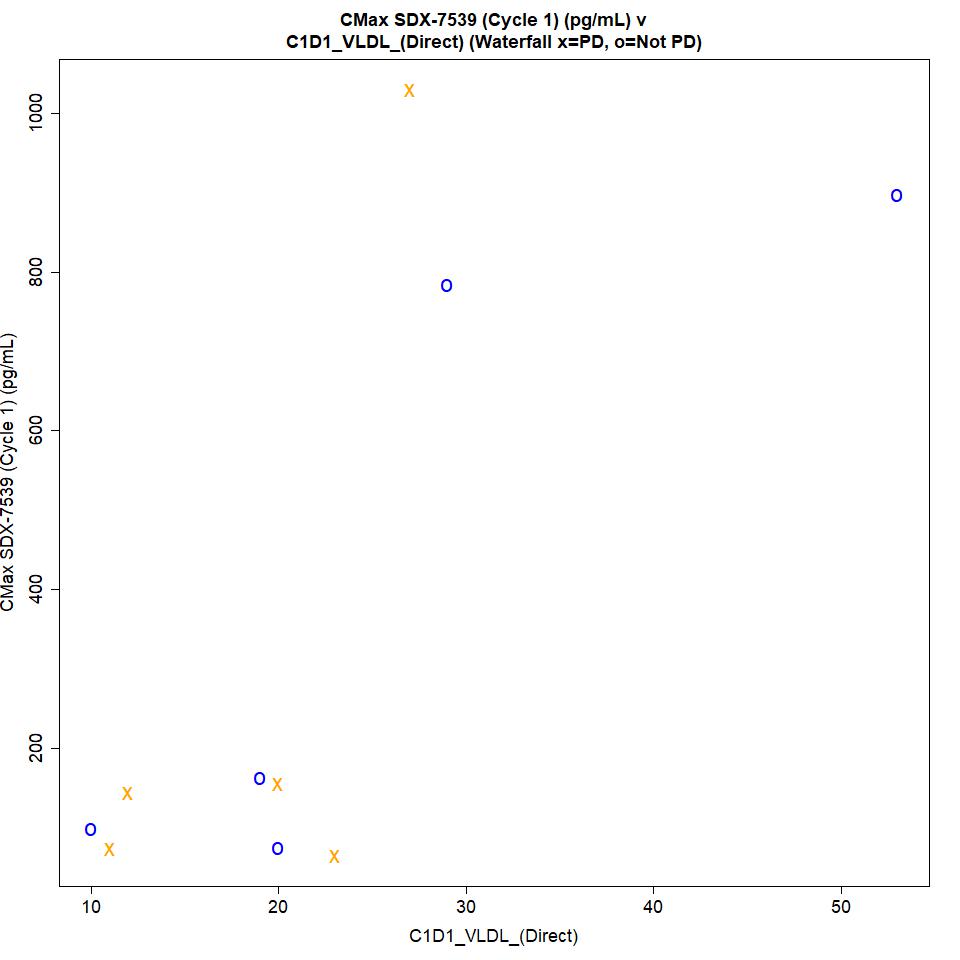 CMax SDX-7539 (Cycle 1) (pg/mL) v
C1D1_VLDL_(Direct) (Waterfall x=PD, o=Not PD)
CMax SDX-7539 (Cycle 1) (pg/mL)
1000
800
600
400
200
X
O
O
O
X
X
O
X
O
X
10
20
30
40
50
C1D1_VLDL_(Direct)